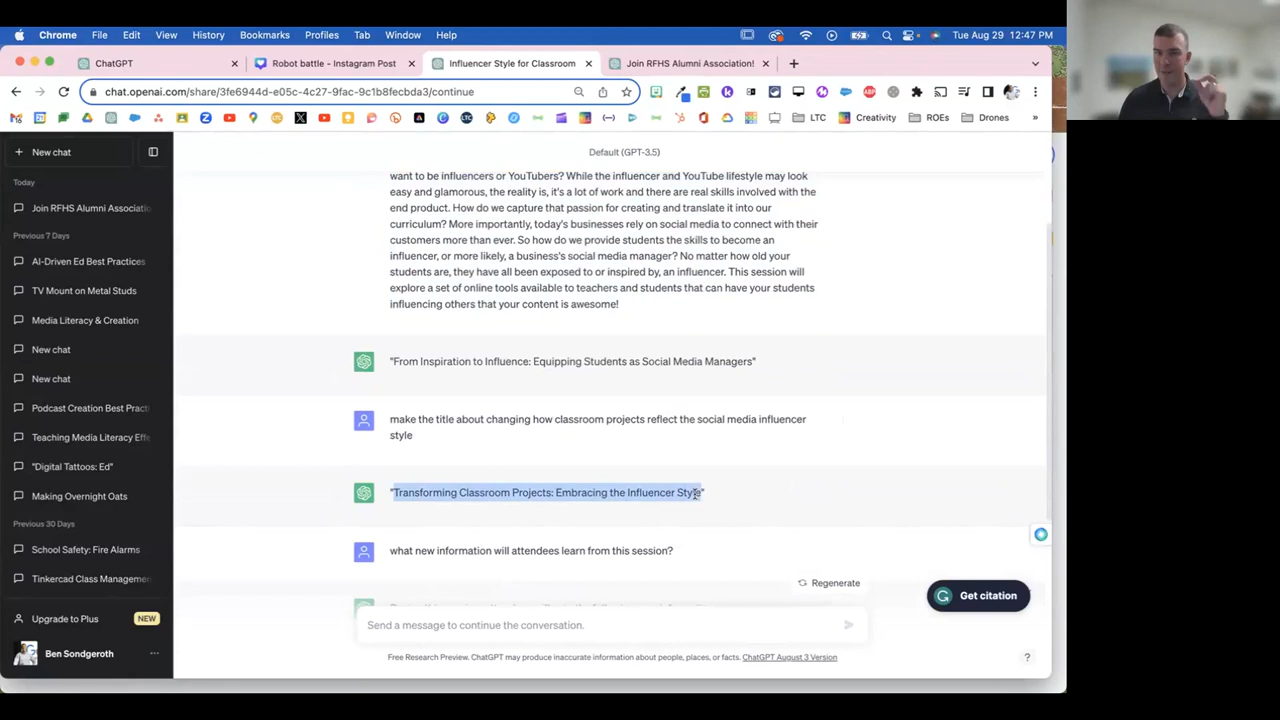 Chrome File Edit View History Bookmarks Profiles Tab Window Help Tue Aug 29 12:47 PM
ChatGPT Robot battle - Instagram Post Influencer Style for Classroom Join RFHS Alumni Association!
chat.openai.com/share/3fe6944d-e05c-4c27-9fac-9c1b8fecbda3/continue
LTC Creativity ROEs Drones
New chat
Today
Join RFHS Alumni Associatio
Previous 7 Days
AI-Driven Ed Best Practices
TV Mount on Metal Studs
Media Literacy & Creation
New chat
New chat
Podcast Creation Best Pract
Teaching Media Literacy Eff
"Digital Tattoos: Ed"
Making Overnight Oats
Previous 30 Days
School Safety: Fire Alarms
Tinkercad Class Managemen
Upgrade to Plus NEW
Ben Sondgeroth
Default (GPT-3.5)
want to be influencers or YouTubers? While the influencer and YouTube lifestyle may look
easy and glamorous, the reality is, it's a lot of work and there are real skills involved with the
end product. How do we capture that passion for creating and translate it into our
curriculum? More importantly, today's businesses rely on social media to connect with their
customers more than ever. So how do we provide students the skills to become an
influencer, or more likely, a business's social media manager? No matter how old your
students are, they have all been exposed to or inspired by, an influencer. This session will
explore a set of online tools available to teachers and students that can have your students
influencing others that your content is awesome!
"From Inspiration to Influence: Equipping Students as Social Media Managers"
make the title about changing how classroom projects reflect the social media influencer
style
"Transforming Classroom Projects: Embracing the Influencer Style"
what new information will attendees learn from this session?
Regenerate
Get citation
Send a message to continue the conversation.
Free Research Preview. ChatGPT may produce inaccurate information about people, places, or facts. ChatGPT August 3 Version
?